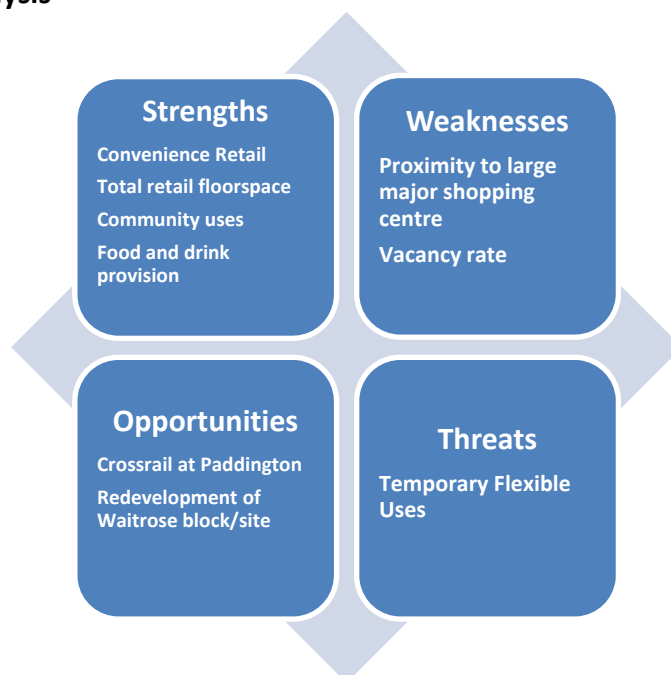 Strengths
Convenience Retail
Total retail floorspace
Community uses
Food and drink
provision
Weaknesses
Proximity to large
major shopping
centre
Vacancy rate
Opportunities
Crossrail at Paddington
Redevelopment of
Waitrose block/site
Threats
Temporary Flexible
Uses